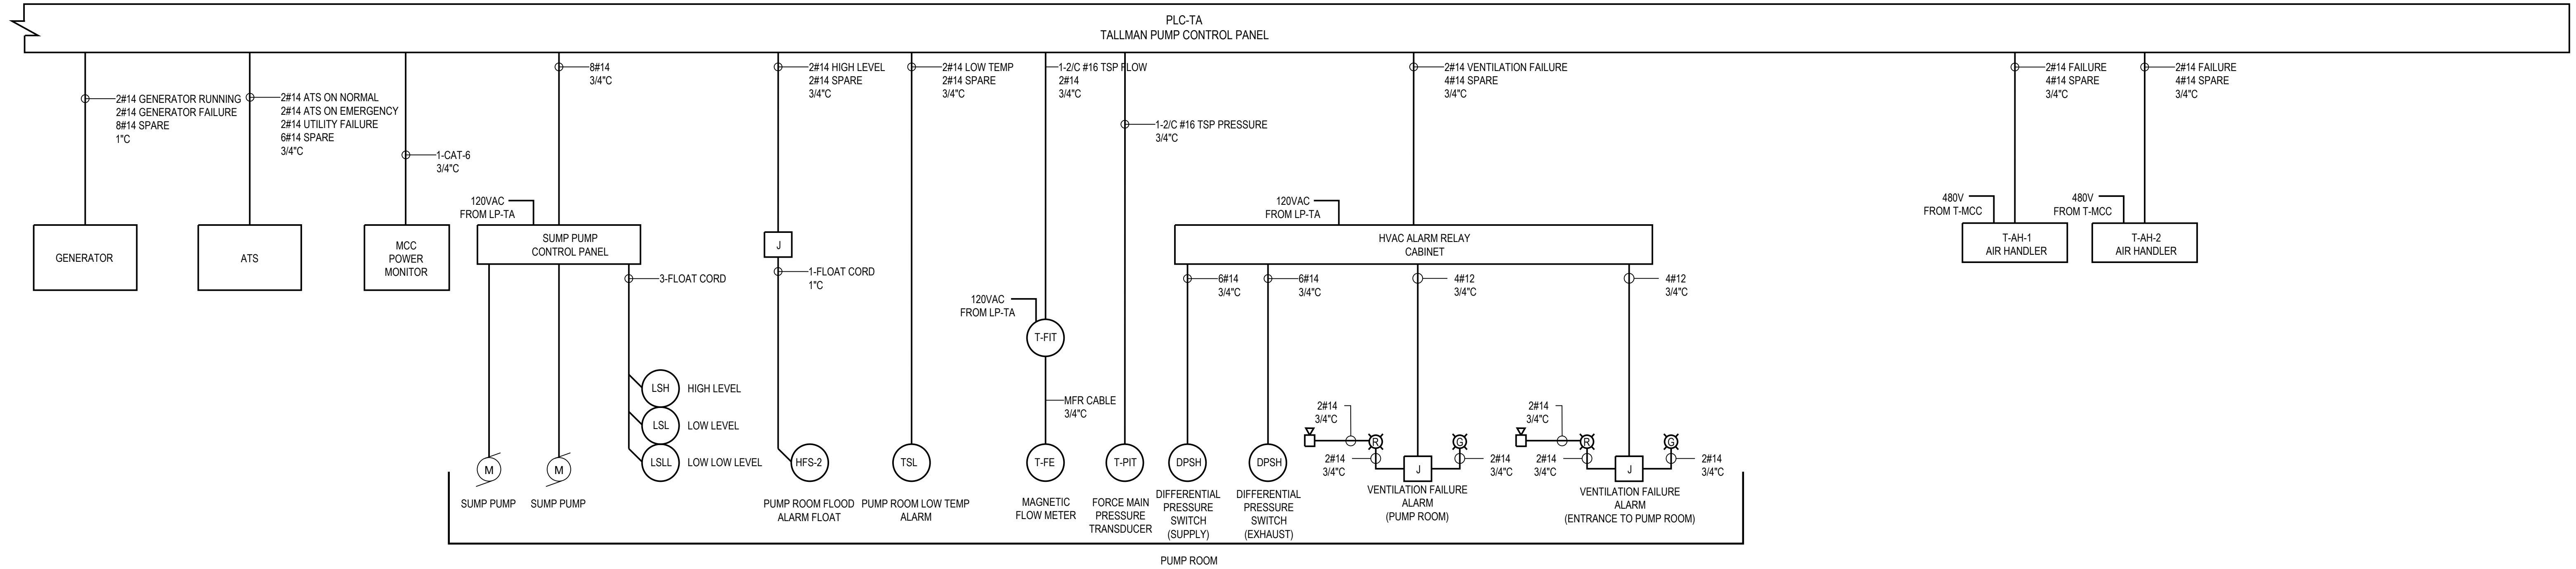 PLC-TA
TALLMAN PUMP CONTROL PANEL
2#14 GENERATOR RUNNING
2#14 GENERATOR FAILURE
8#14 SPARE
1"C
2#14 ATS ON NORMAL
2#14 ATS ON EMERGENCY
2#14 UTILITY FAILURE
6#14 SPARE
3/4"C
1-CAT-6
3/4"C
8#14
3/4"C
2#14 HIGH LEVEL
2#14 SPARE
3/4"C
2#14 LOW TEMP
2#14 SPARE
3/4"C
1-2/C #16 TSP FLOW
2#14
3/4"C
1-2/C #16 TSP PRESSURE
3/4"C
2#14 VENTILATION FAILURE
4#14 SPARE
3/4"C
2#14 FAILURE
4#14 SPARE
3/4"C
2#14 FAILURE
4#14 SPARE
3/4"C
GENERATOR
ATS
MCC
POWER
MONITOR
120VAC
FROM LP-TA
SUMP PUMP
CONTROL PANEL
J
120VAC
FROM LP-TA
HVAC ALARM RELAY
CABINET
480V
FROM T-MCC
T-AH-1
AIR HANDLER
480V
FROM T-MCC
T-AH-2
AIR HANDLER
3-FLOAT CORD
1-FLOAT CORD
1"C
120VAC
FROM LP-TA
T-FIT
MFR CABLE
3/4"C
6#14
3/4"C
6#14
3/4"C
4#12
3/4"C
4#12
3/4"C
LSH
HIGH LEVEL
LSL
LOW LEVEL
LSLL
LOW LOW LEVEL
M
SUMP PUMP
M
SUMP PUMP
HFS-2
PUMP ROOM FLOOD
ALARM FLOAT
TSL
PUMP ROOM LOW TEMP
ALARM
T-FE
MAGNETIC
FLOW METER
T-PIT
FORCE MAIN
PRESSURE
TRANSDUCER
DPSH
DIFFERENTIAL
PRESSURE
SWITCH
(SUPPLY)
DPSH
DIFFERENTIAL
PRESSURE
SWITCH
(EXHAUST)
2#14
3/4"C
R
G
2#14
3/4"C
J
2#14
3/4"C
VENTILATION FAILURE
ALARM
(PUMP ROOM)
2#14
3/4"C
R
G
2#14
3/4"C
J
2#14
3/4"C
VENTILATION FAILURE
ALARM
(ENTRANCE TO PUMP ROOM)
PUMP ROOM